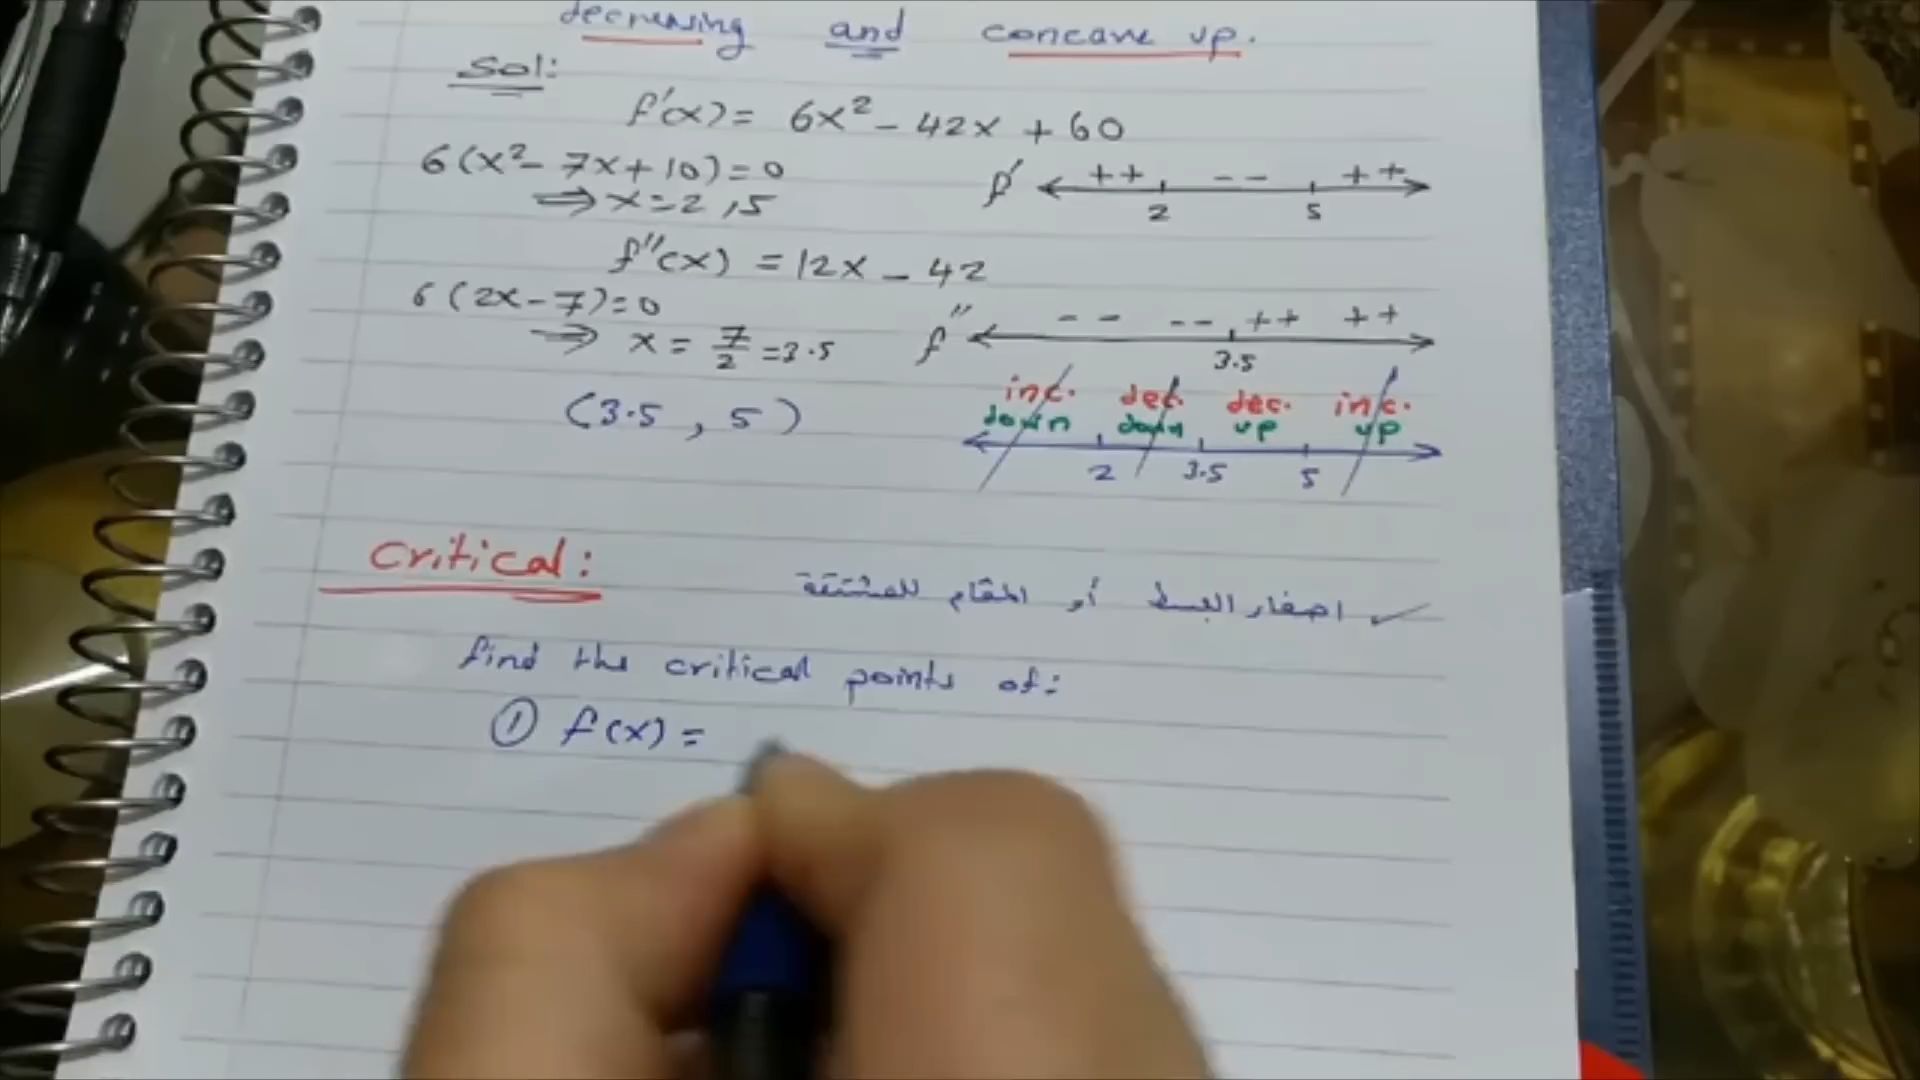 decreasing and concave up.
Sol:
f'(x) = 6x² - 42x + 60
6(x² - 7x + 10) = 0
⇒ x = 2, 5
f' ++ -- ++
2 5
f''(x) = 12x - 42
6(2x - 7) = 0
⇒ x = 7/2 = 3.5
f'' -- -- ++ ++
3.5
(3.5, 5)
inc. dec. dec. inc.
down down up up
2 3.5 5
Critical:
✓ اصفار البسط أو المقام للمشتقة
find the critical points of:
① f(x) =